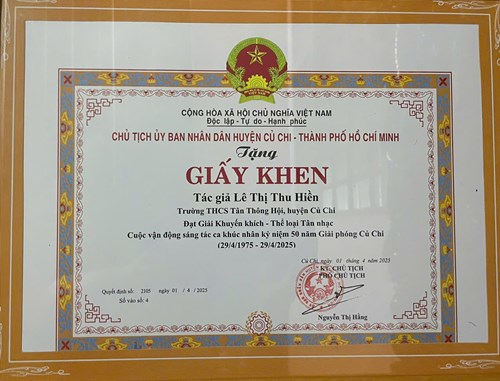 CỘNG HÒA XÃ HỘI CHỦ NGHĨA VIỆT NAM
Độc lập - Tự do - Hạnh phúc
CHỦ TỊCH ỦY BAN NHÂN DÂN HUYỆN CỦ CHI - THÀNH PHỐ HỒ CHÍ MINH
Tặng
GIẤY KHEN
Tác giả Lê Thị Thu Hiền
Trường THCS Tân Thông Hội, huyện Củ Chi
Đạt Giải Khuyến khích - Thể loại Tân nhạc
Cuộc vận động sáng tác ca khúc nhân kỷ niệm 50 năm Giải phóng Củ Chi
(29/4/1975 - 29/4/2025)
Củ Chi, ngày 01 tháng 4 năm 2025
KT. CHỦ TỊCH
PHÓ CHỦ TỊCH
Quyết định số: 2105 ngày 01 / 4 / 2025
Số vào sổ: 4
Nguyễn Thị Hằng